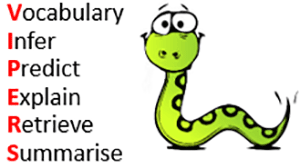 Vocabulary
Infer
Predict
Explain
Retrieve
Summarise